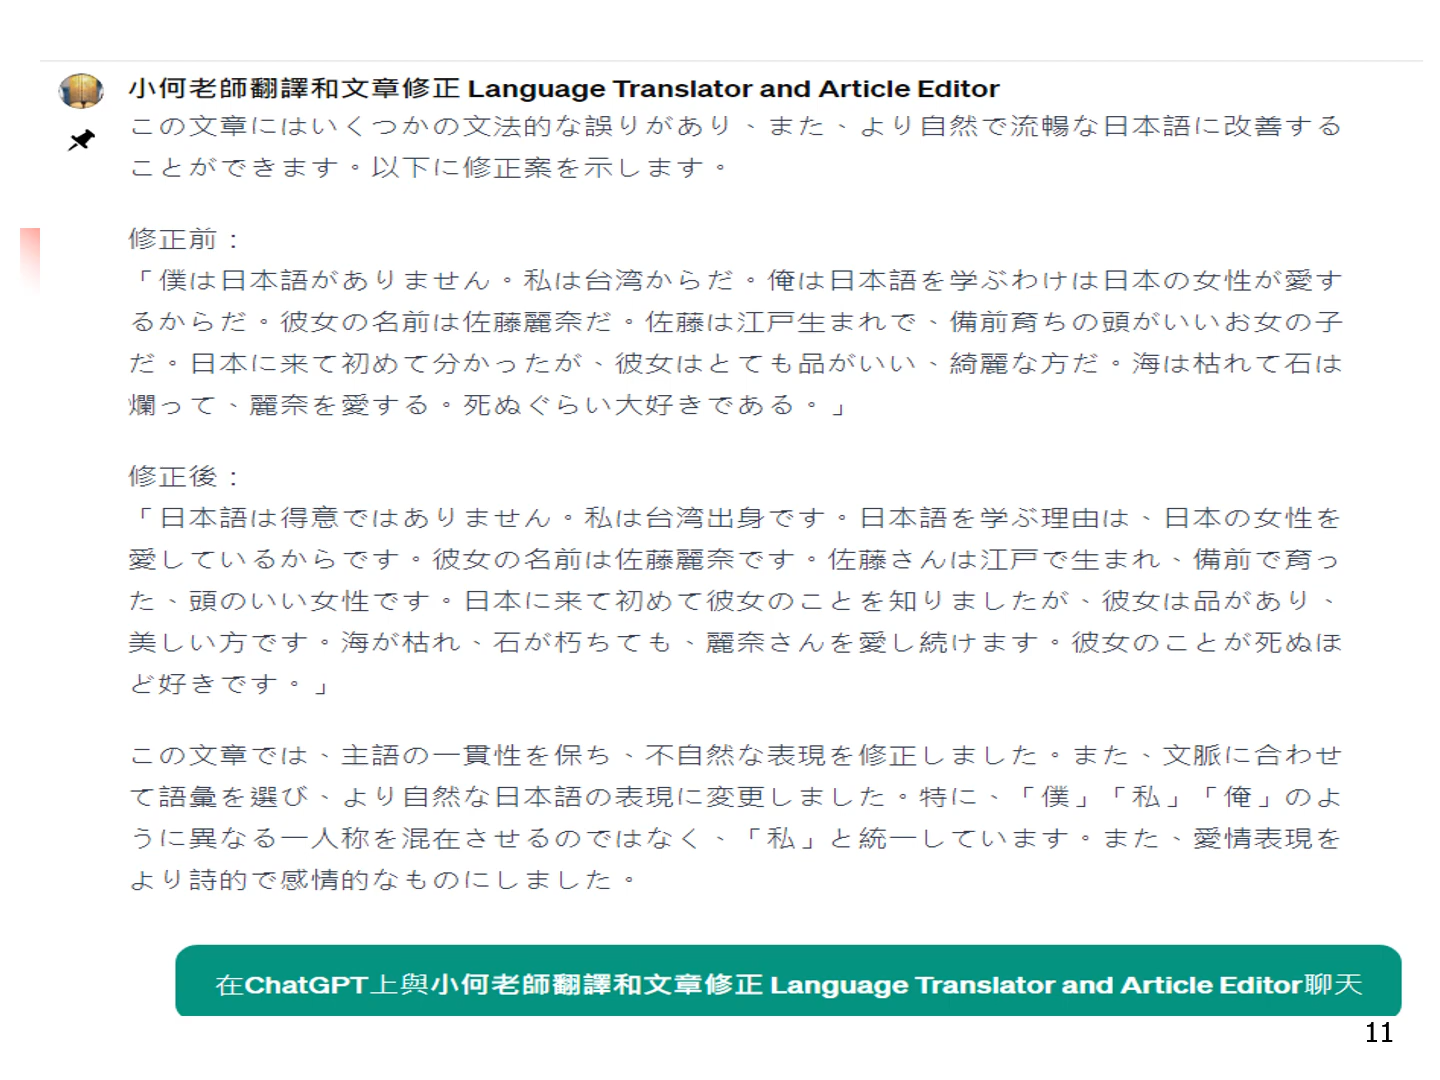 小何老師翻譯和文章修正 Language Translator and Article Editor
この文章にはいくつかの文法的な誤りがあり、また、より自然で流暢な日本語に改善する
ことができます。以下に修正案を示します。
修正前：
「僕は日本語がありません。私は台湾からだ。俺は日本語を学ぶわけは日本の女性が愛す
るからだ。彼女の名前は佐藤麗奈だ。佐藤は江戸生まれで、備前育ちの頭がいいお女の子
だ。日本に来て初めて分かったが、彼女はとても品がいい、綺麗な方だ。海は枯れて石は
爛って、麗奈を愛する。死ぬぐらい大好きである。」
修正後：
「日本語は得意ではありません。私は台湾出身です。日本語を学ぶ理由は、日本の女性を
愛しているからです。彼女の名前は佐藤麗奈です。佐藤さんは江戸で生まれ、備前で育っ
た、頭のいい女性です。日本に来て初めて彼女のことを知りましたが、彼女は品があり、
美しい方です。海が枯れ、石が朽ちても、麗奈さんを愛し続けます。彼女のことが死ぬほ
ど好きです。」
この文章では、主語の一貫性を保ち、不自然な表現を修正しました。また、文脈に合わせ
て語彙を選び、より自然な日本語の表現に変更しました。特に、「僕」「私」「俺」のよ
うに異なる一人称を混在させるのではなく、「私」と統一しています。また、愛情表現を
より詩的で感情的なものにしました。
在ChatGPT上與小何老師翻譯和文章修正 Language Translator and Article Editor聊天
11